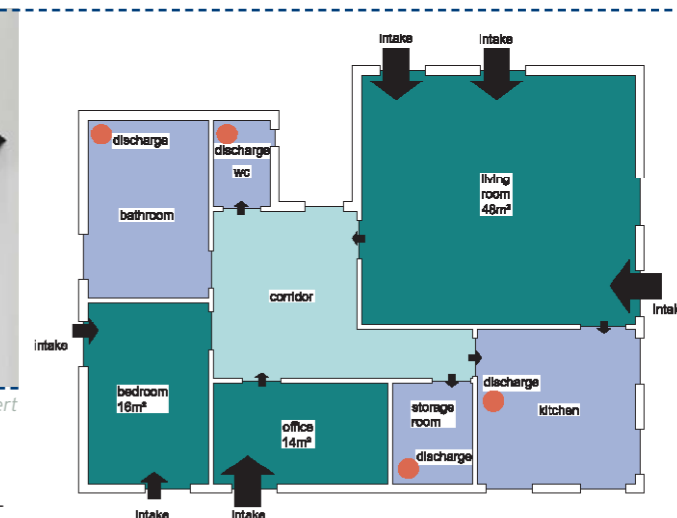 intake
intake
discharge
discharge
wc
bathroom
living
room
48m²
corridor
intake
intake
bedroom
16m²
office
14m²
storage
room
discharge
discharge
kitchen
intake
intake